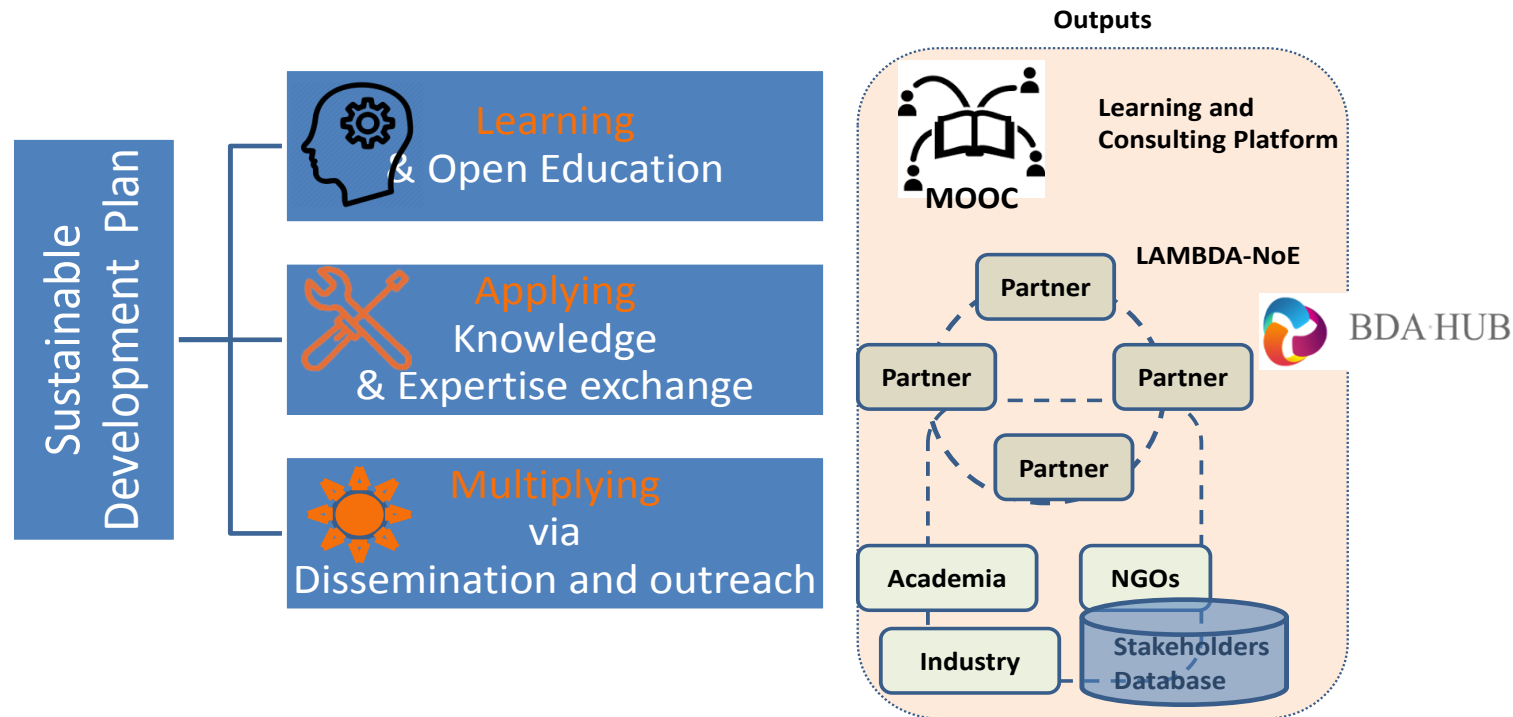 Sustainable
Development Plan
Learning
& Open Education
Applying
Knowledge
& Expertise exchange
Multiplying
via
Dissemination and outreach
Outputs
MOOC
Learning and
Consulting Platform
LAMBDA-NoE
Partner
Partner
Partner
Partner
BDA·HUB
Academia
NGOs
Industry
Stakeholders
Database